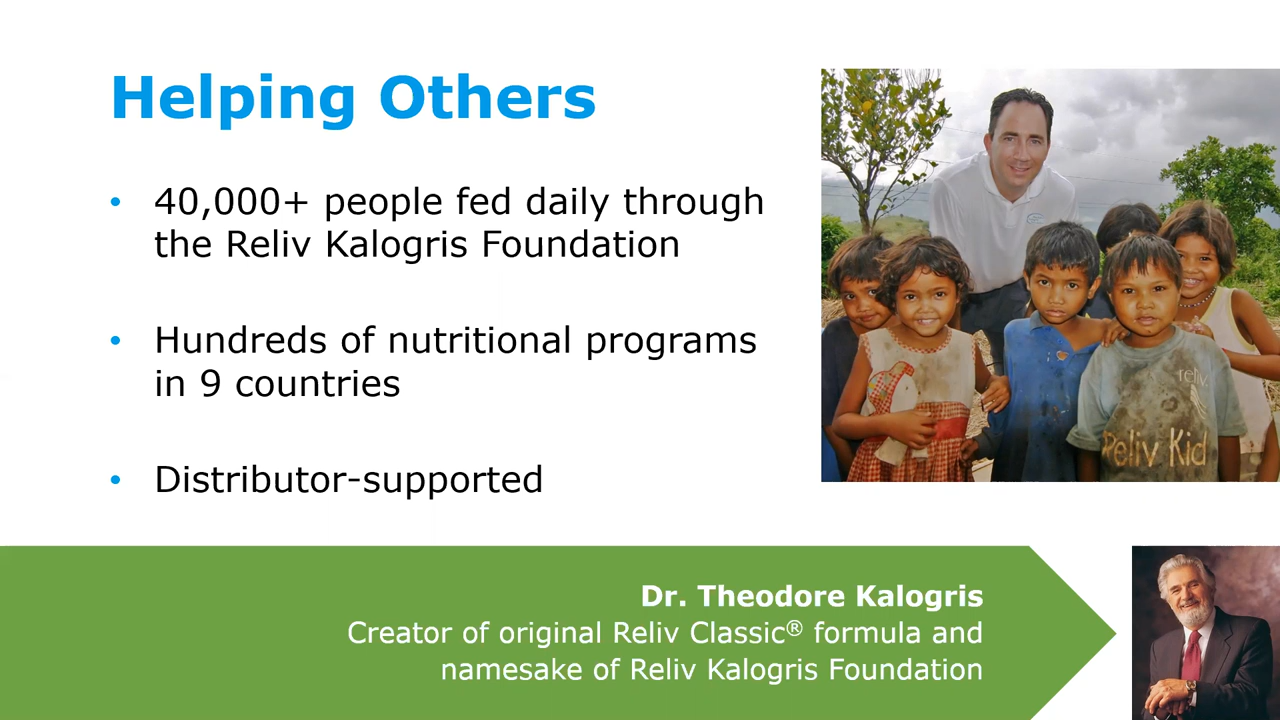 Helping Others
• 40,000+ people fed daily through
the Reliv Kalogris Foundation
• Hundreds of nutritional programs
in 9 countries
• Distributor-supported
reliv
Reliv Kid
Dr. Theodore Kalogris
Creator of original Reliv Classic® formula and
namesake of Reliv Kalogris Foundation